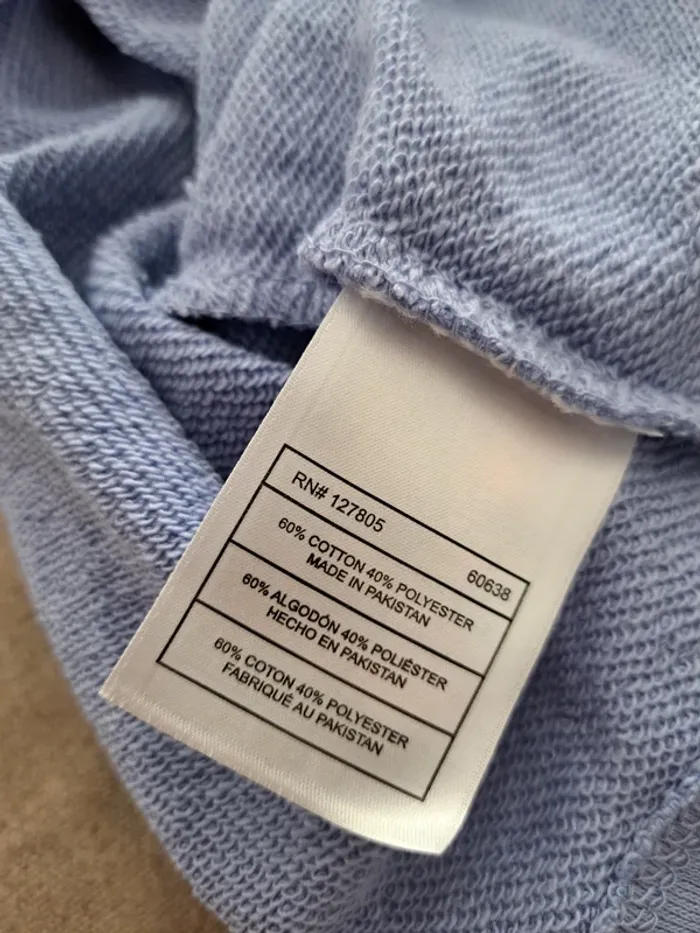 RN# 127805 60638
60% COTTON 40% POLYESTER
MADE IN PAKISTAN
60% ALGODÓN 40% POLIÉSTER
HECHO EN PAKISTAN
60% COTON 40% POLYESTER
FABRIQUÉ AU PAKISTAN